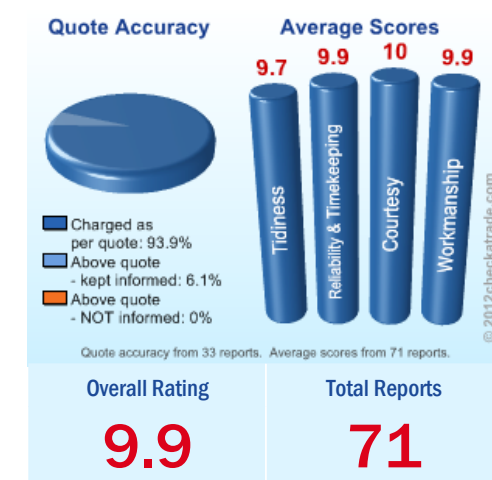 Quote Accuracy
Average Scores
9.7
9.9
10
9.9
Tidiness
Reliability & Timekeeping
Courtesy
Workmanship
Charged as
per quote: 93.9%
Above quote
- kept informed: 6.1%
Above quote
- NOT informed: 0%
© 2012checkatrade.com
Quote accuracy from 33 reports. Average scores from 71 reports.
Overall Rating
Total Reports
9.9
71